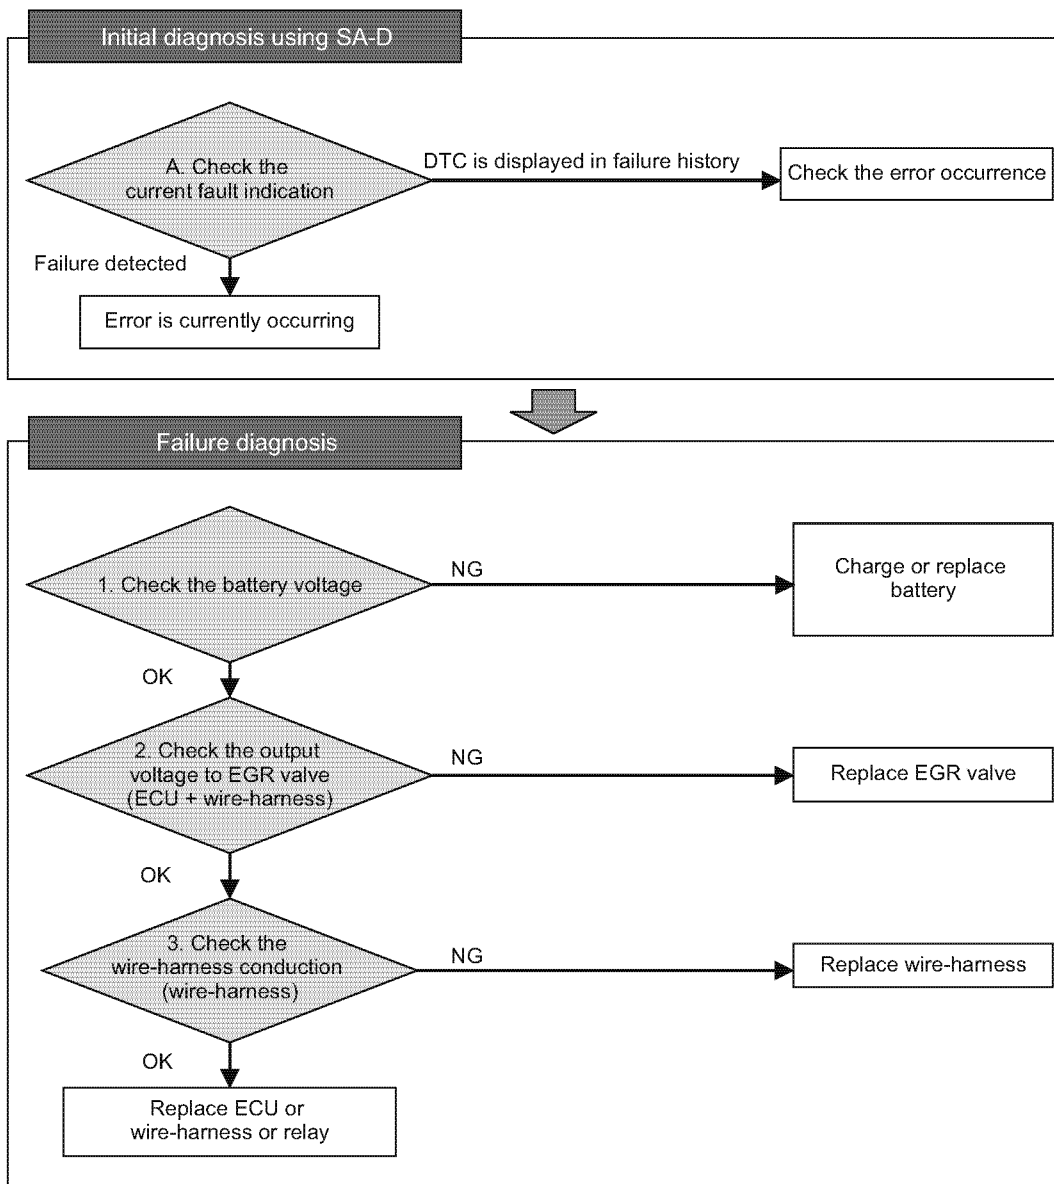 Initial diagnosis using SA-D
A. Check the
current fault indication
DTC is displayed in failure history
Check the error occurrence
Failure detected
Error is currently occurring
Failure diagnosis
1. Check the battery voltage
NG
Charge or replace
battery
OK
2. Check the output
voltage to EGR valve
(ECU + wire-harness)
NG
Replace EGR valve
OK
3. Check the
wire-harness conduction
(wire-harness)
NG
Replace wire-harness
OK
Replace ECU or
wire-harness or relay